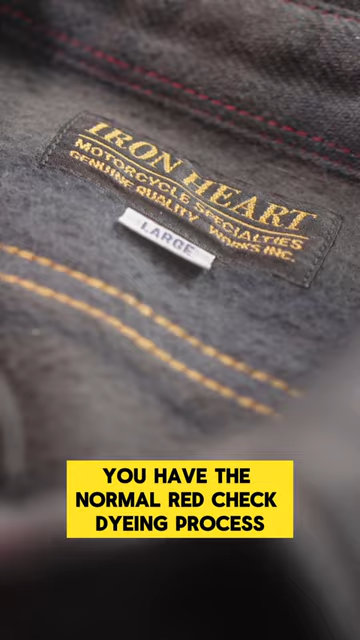 IRON HEART
MOTORCYCLE SPECIALTIES
GENUINE QUALITY WORKS INC.
LARGE
YOU HAVE THE
NORMAL RED CHECK
DYEING PROCESS